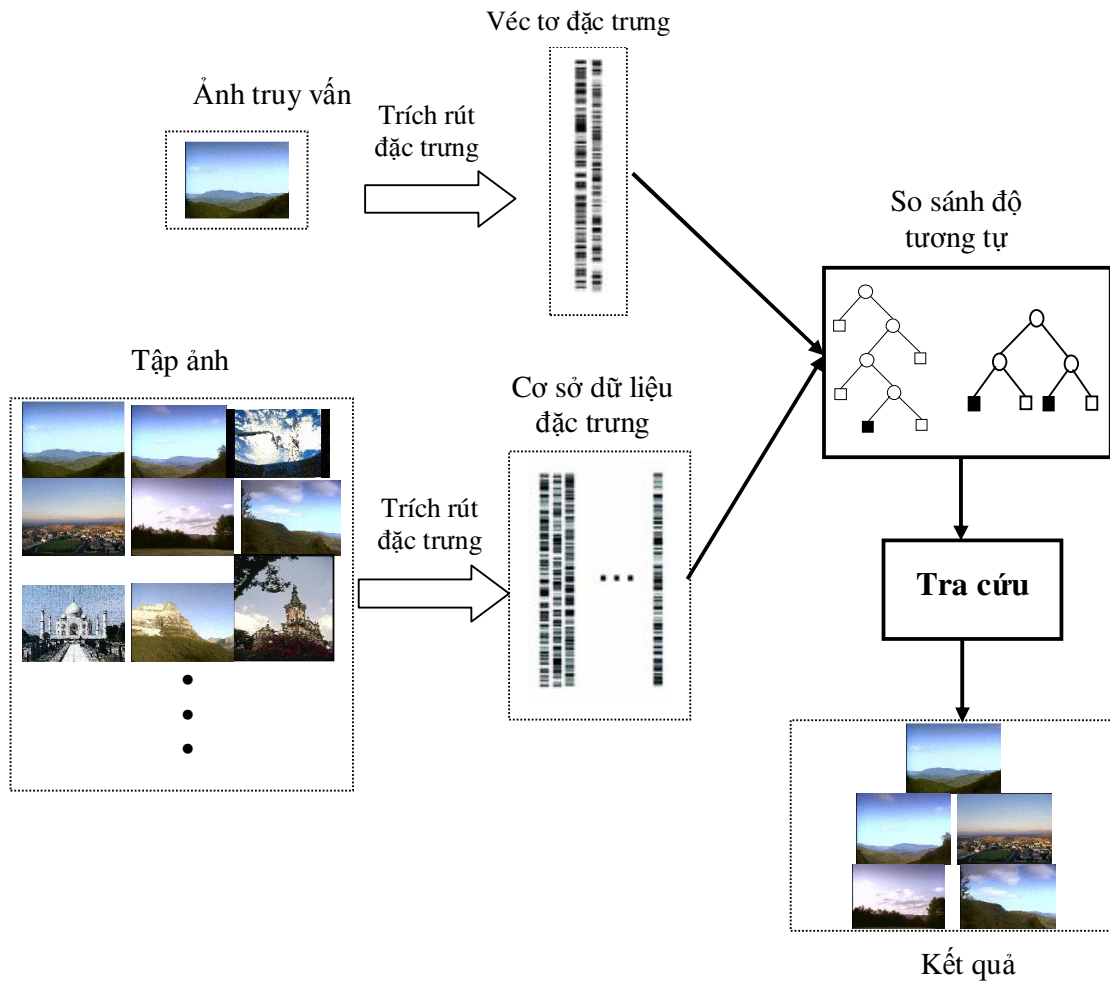 Véc tơ đặc trưng
Ảnh truy vấn
Trích rút
đặc trưng
So sánh độ
tương tự
Tập ảnh
Cơ sở dữ liệu
đặc trưng
Trích rút
đặc trưng
Tra cứu
Kết quả